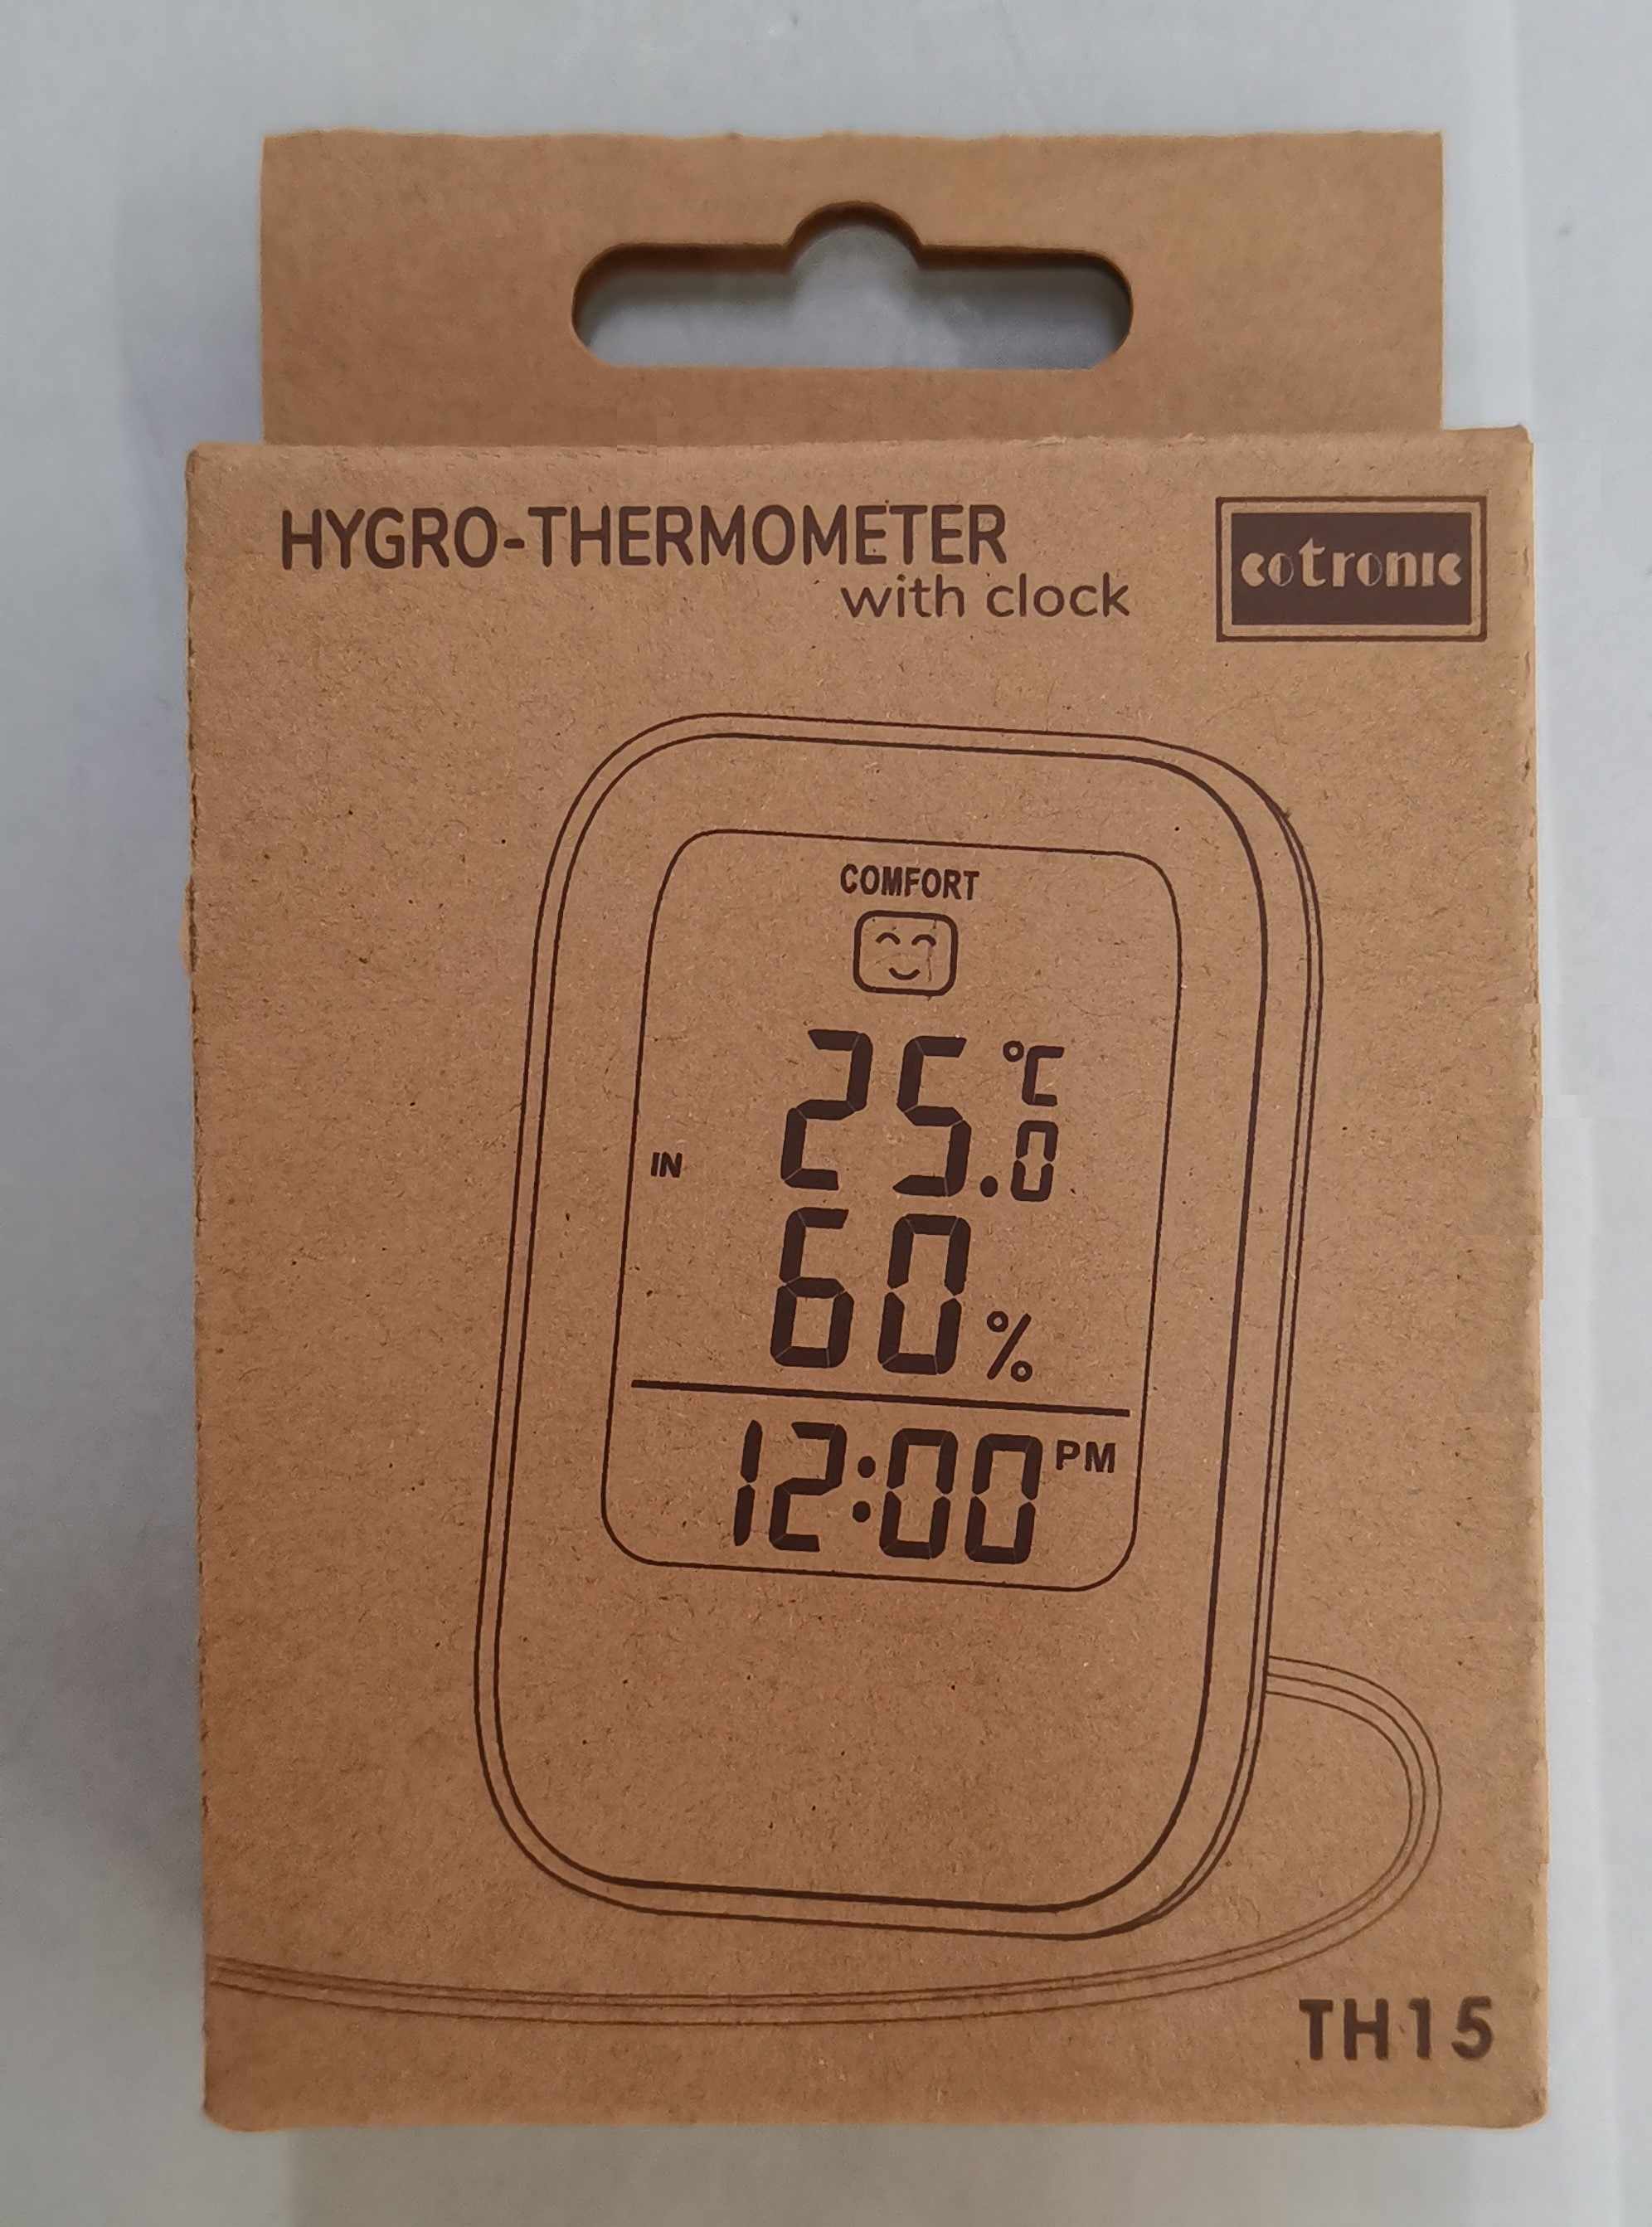 HYGRO-THERMOMETER
with clock
cotronic
COMFORT
25.0 °C
IN
60 %
12:00 PM
TH15